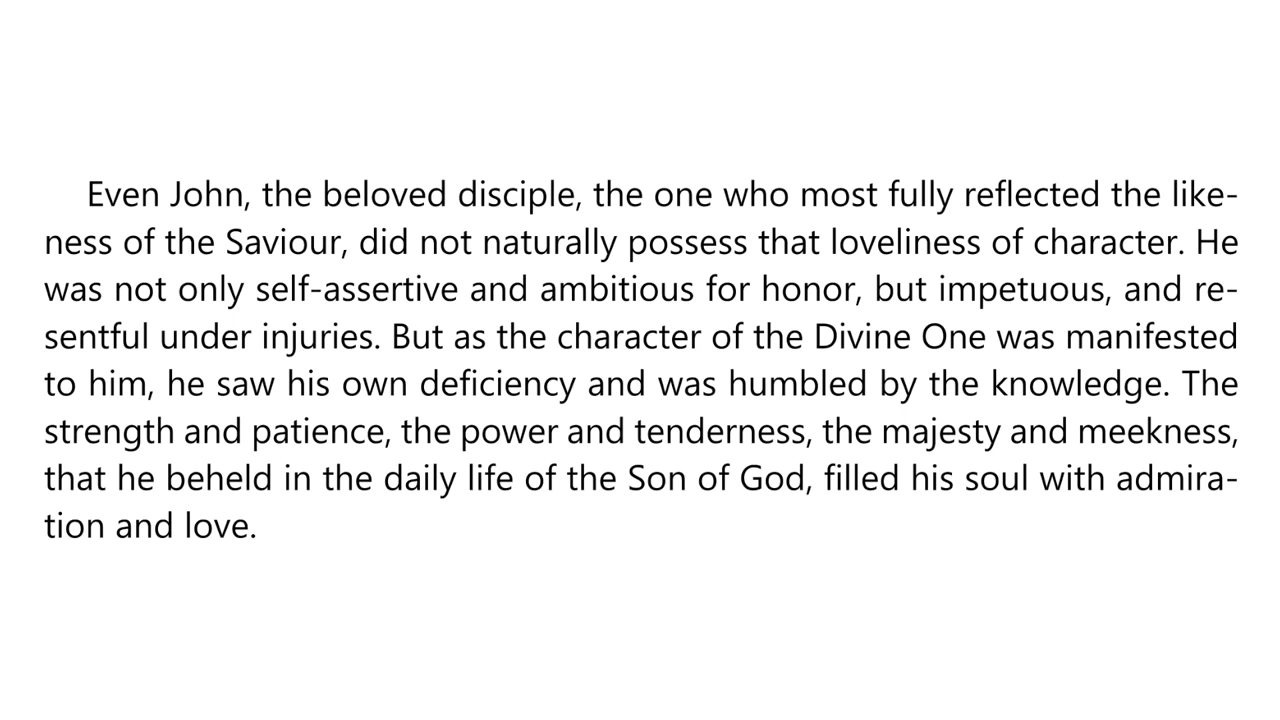 Even John, the beloved disciple, the one who most fully reflected the like-
ness of the Saviour, did not naturally possess that loveliness of character. He
was not only self-assertive and ambitious for honor, but impetuous, and re-
sentful under injuries. But as the character of the Divine One was manifested
to him, he saw his own deficiency and was humbled by the knowledge. The
strength and patience, the power and tenderness, the majesty and meekness,
that he beheld in the daily life of the Son of God, filled his soul with admira-
tion and love.